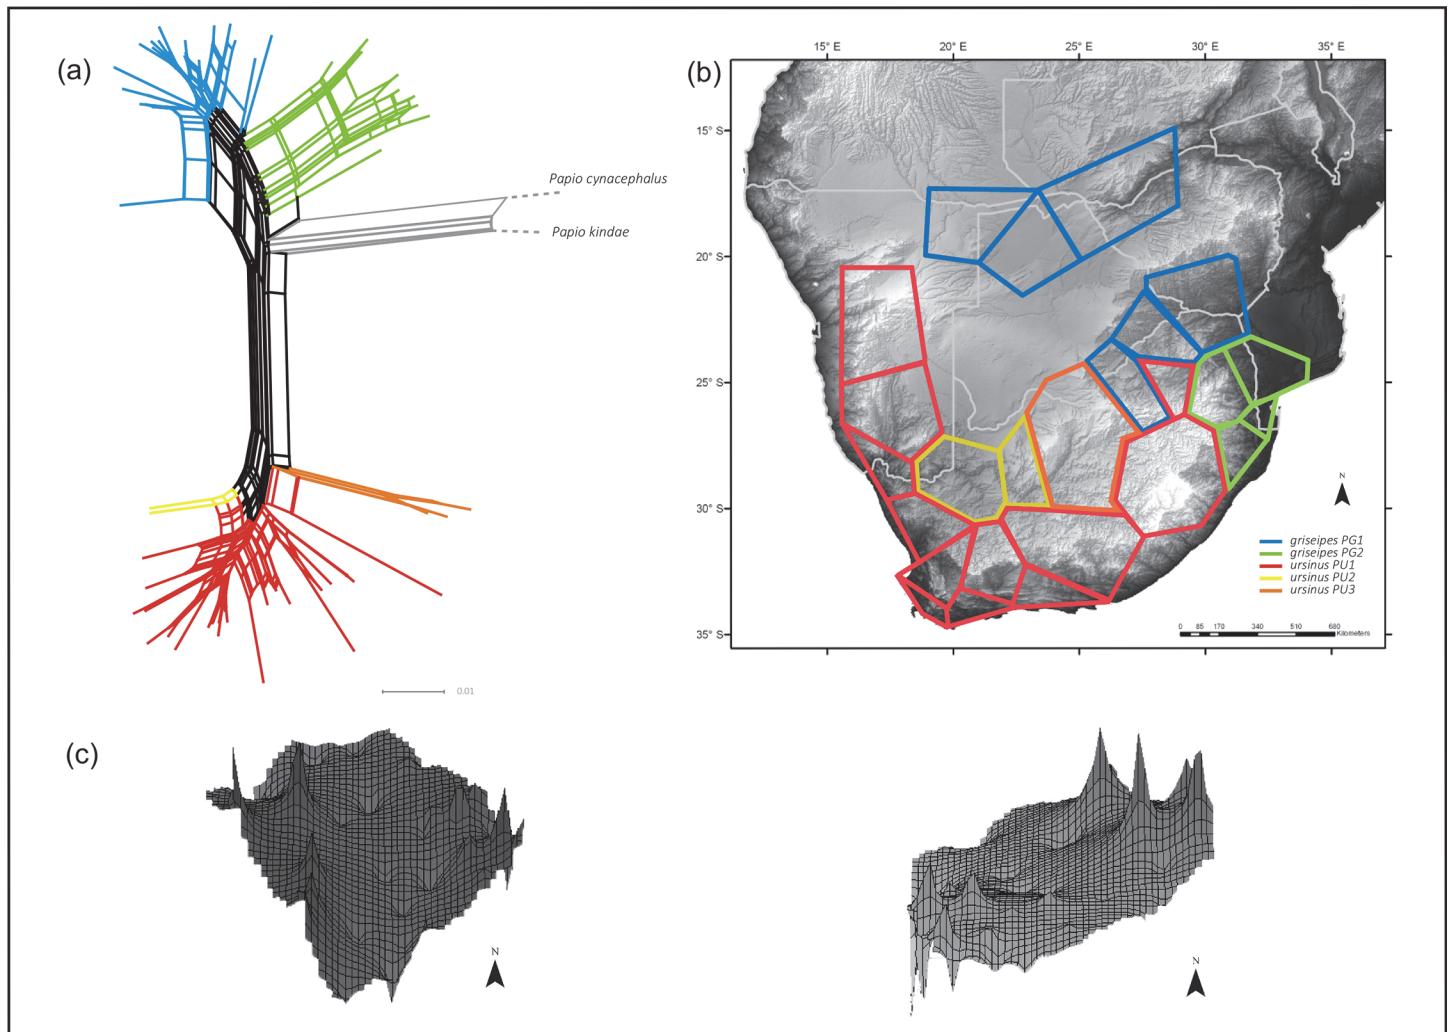 (a)
Papio cynacephalus
Papio kindae
0.01
(b)
15° E
20° E
25° E
30° E
35° E
15° S
20° S
25° S
30° S
35° S
N
griseipes PG1
griseipes PG2
ursinus PU1
ursinus PU2
ursinus PU3
0 85 170 340 510 680
Kilometers
(c)
N
N